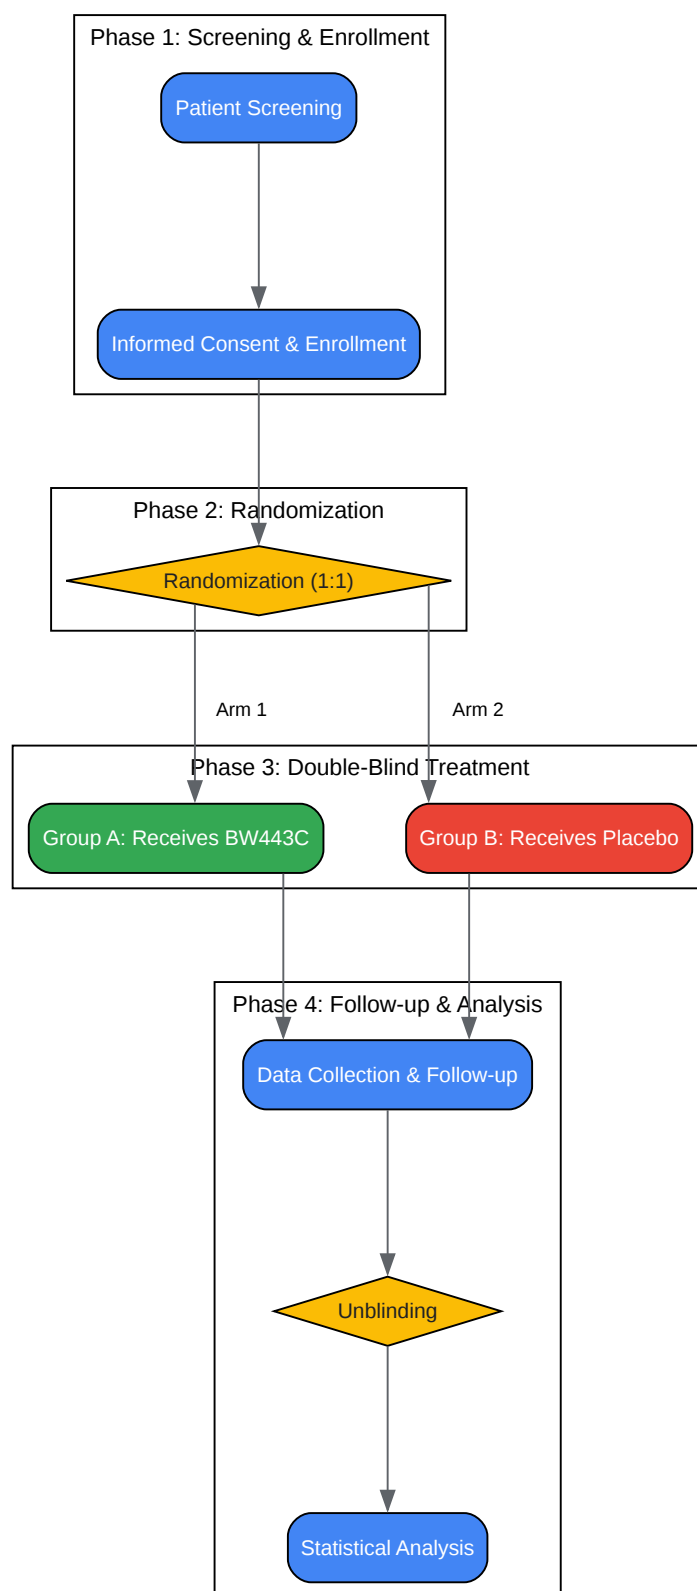 Phase 1: Screening & Enrollment
Patient Screening
Informed Consent & Enrollment
Phase 2: Randomization
Randomization (1:1)
Arm 1
Arm 2
Phase 3: Double-Blind Treatment
Group A: Receives BW443C
Group B: Receives Placebo
Phase 4: Follow-up & Analysis
Data Collection & Follow-up
Unblinding
Statistical Analysis